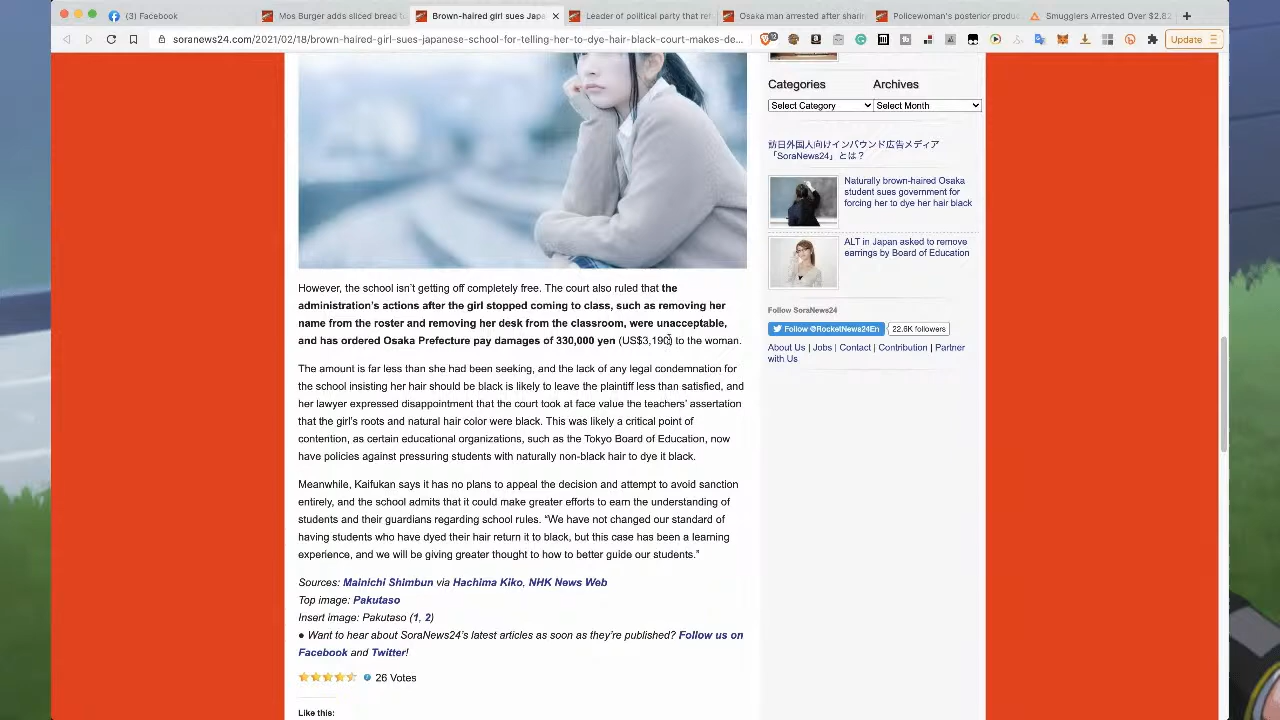 (3) Facebook
Mos Burger adds sliced bread t
Brown-haired girl sues Japa
Leader of political party that ref
Osaka man arrested after sharin
Policewoman's posterior produc
Smugglers Arrested Over $2.82
soranews24.com/2021/02/18/brown-haired-girl-sues-japanese-school-for-telling-her-to-dye-hair-black-court-makes-de...
Update
Categories
Archives
Select Category
Select Month
訪日外国人向けインバウンド広告メディア
「SoraNews24」とは？
Naturally brown-haired Osaka
student sues government for
forcing her to dye her hair black
ALT in Japan asked to remove
earrings by Board of Education
Follow SoraNews24
Follow @RocketNews24En
22.6K followers
About Us | Jobs | Contact | Contribution | Partner
with Us
However, the school isn't getting off completely free. The court also ruled that the
administration's actions after the girl stopped coming to class, such as removing her
name from the roster and removing her desk from the classroom, were unacceptable,
and has ordered Osaka Prefecture pay damages of 330,000 yen (US$3,190) to the woman.
The amount is far less than she had been seeking, and the lack of any legal condemnation for
the school insisting her hair should be black is likely to leave the plaintiff less than satisfied, and
her lawyer expressed disappointment that the court took at face value the teachers' assertation
that the girl's roots and natural hair color were black. This was likely a critical point of
contention, as certain educational organizations, such as the Tokyo Board of Education, now
have policies against pressuring students with naturally non-black hair to dye it black.
Meanwhile, Kaifukan says it has no plans to appeal the decision and attempt to avoid sanction
entirely, and the school admits that it could make greater efforts to earn the understanding of
students and their guardians regarding school rules. “We have not changed our standard of
having students who have dyed their hair return it to black, but this case has been a learning
experience, and we will be giving greater thought to how to better guide our students.”
Sources: Mainichi Shimbun via Hachima Kiko, NHK News Web
Top image: Pakutaso
Insert image: Pakutaso (1, 2)
● Want to hear about SoraNews24's latest articles as soon as they're published? Follow us on
Facebook and Twitter!
26 Votes
Like this: